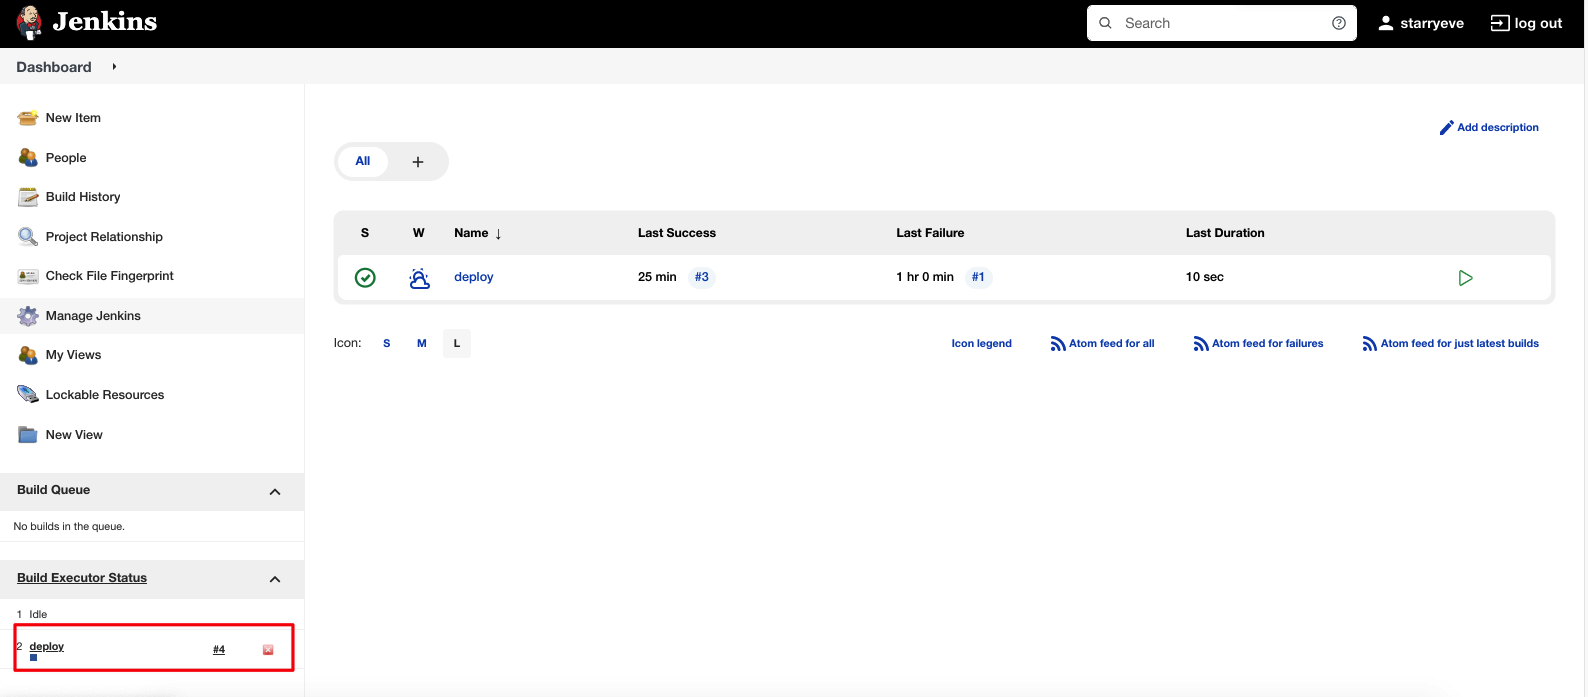 Jenkins
Search
starryeve
log out
Dashboard
New Item
People
Build History
Project Relationship
Check File Fingerprint
Manage Jenkins
My Views
Lockable Resources
New View
Build Queue
No builds in the queue.
Build Executor Status
1 Idle
2 deploy #4
Add description
All +
S W Name ↓ Last Success Last Failure Last Duration
deploy 25 min #3 1 hr 0 min #1 10 sec
Icon: S M L
Icon legend Atom feed for all Atom feed for failures Atom feed for just latest builds